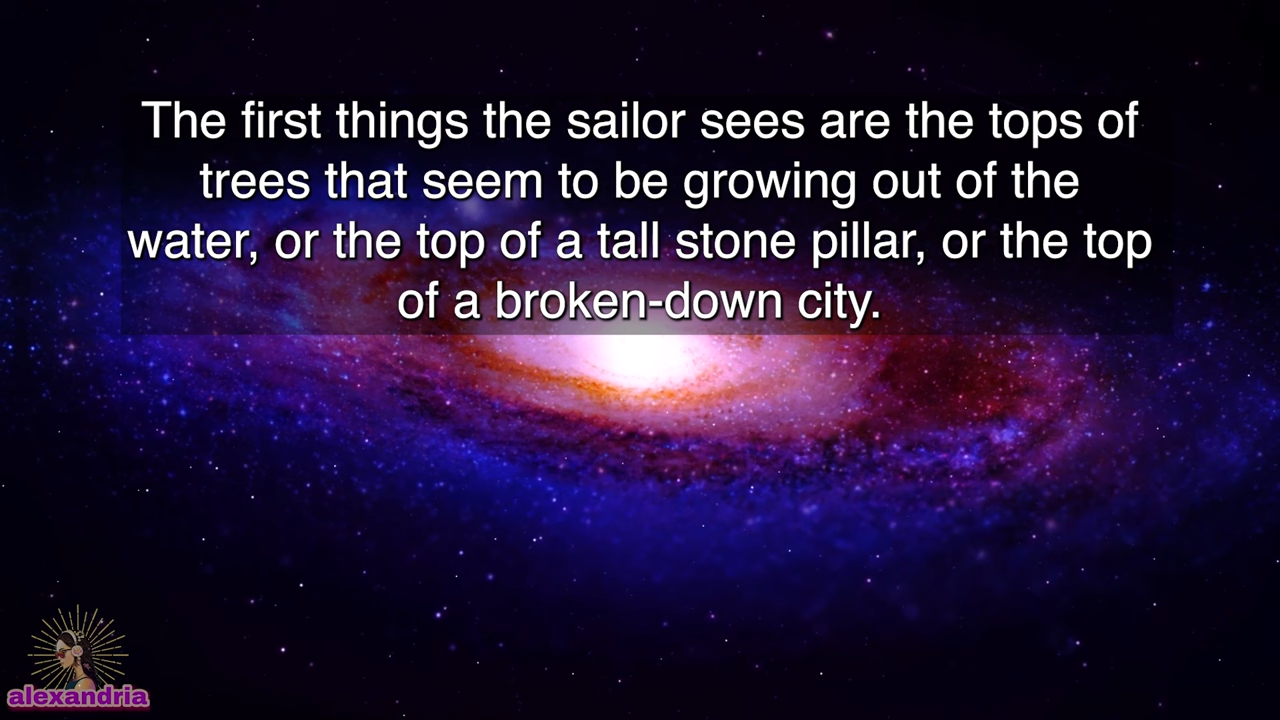 The first things the sailor sees are the tops of
trees that seem to be growing out of the
water, or the top of a tall stone pillar, or the top
of a broken-down city.
alexandria